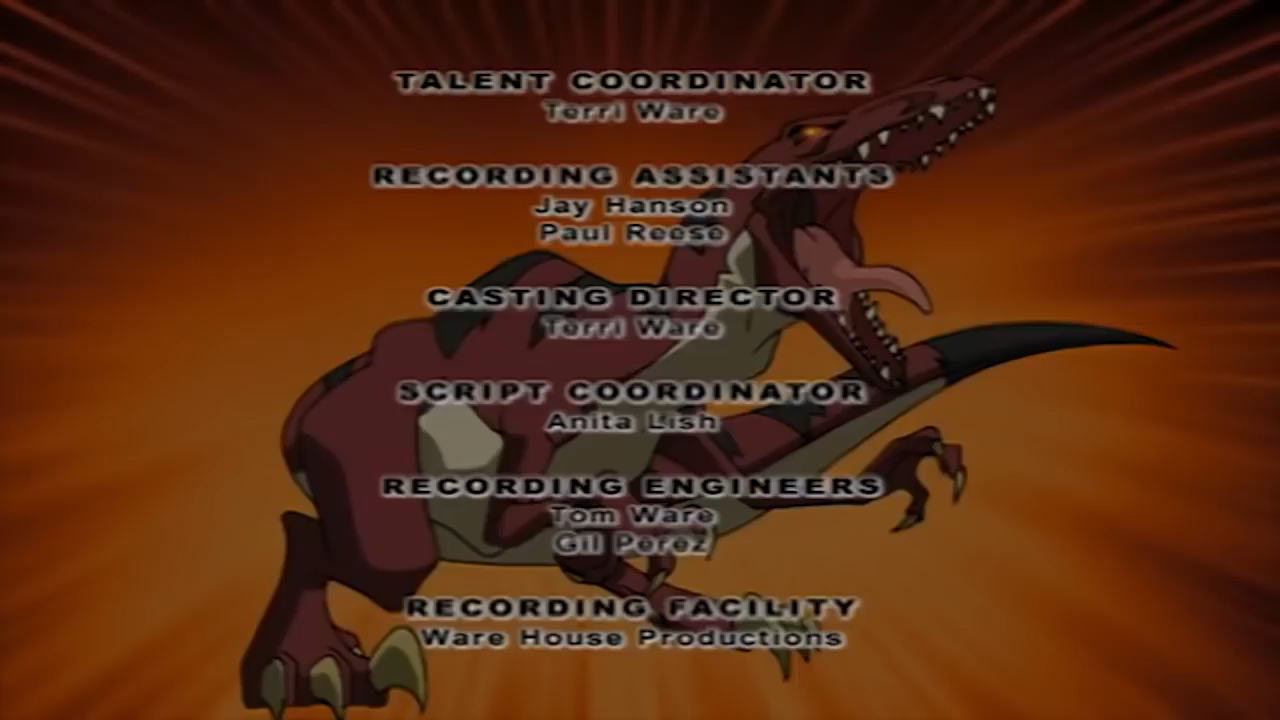 TALENT COORDINATOR
Terri Ware
RECORDING ASSISTANTS
Jay Hanson
Paul Reese
CASTING DIRECTOR
Terri Ware
SCRIPT COORDINATOR
Anita Lish
RECORDING ENGINEERS
Tom Ware
Gil Perez
RECORDING FACILITY
Ware House Productions